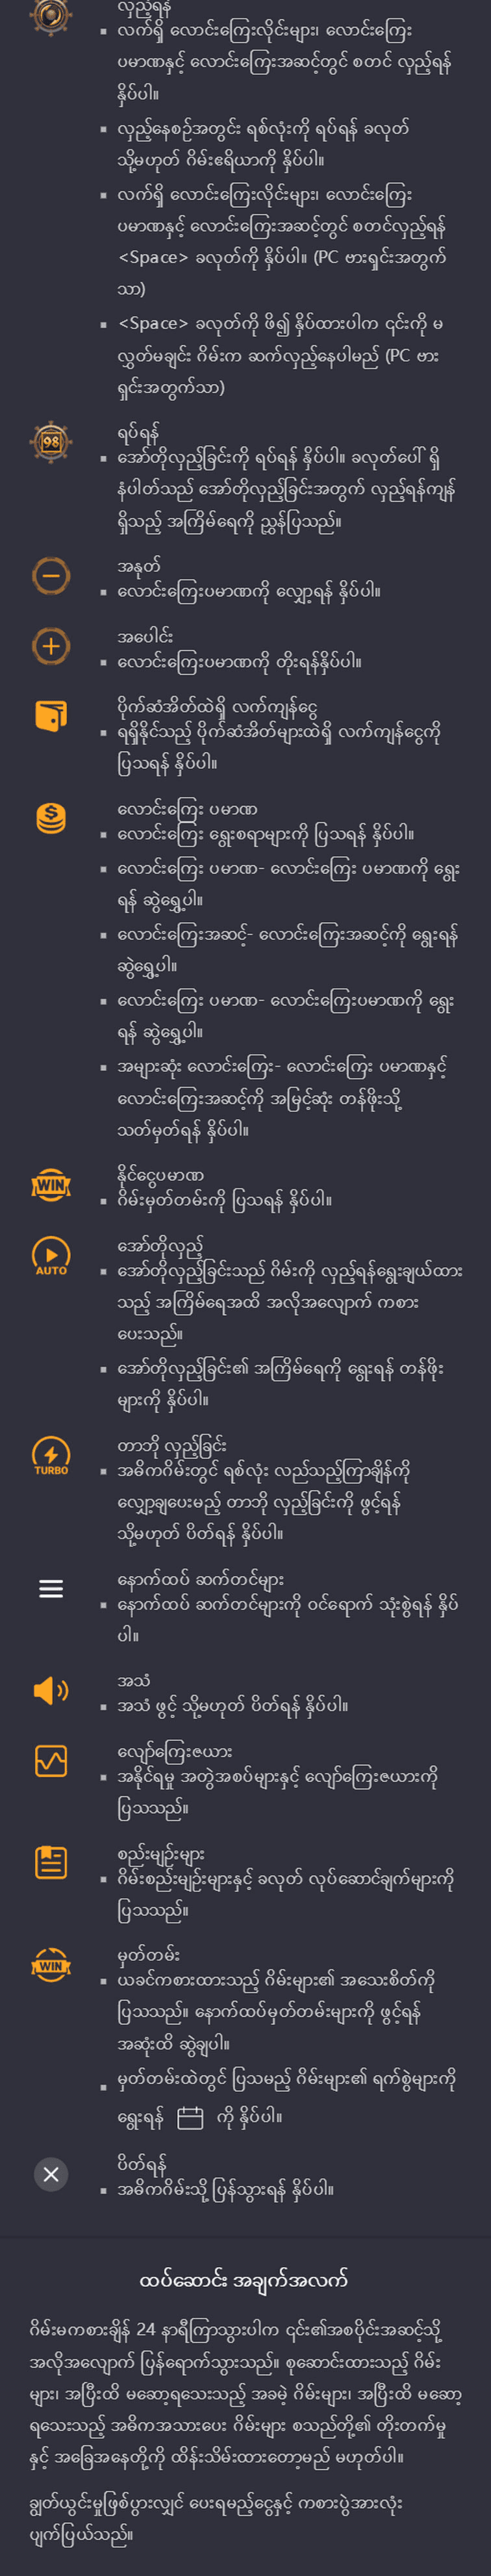 လှည့်ရန်
▪ လက်ရှိ လောင်းကြေးလိုင်းများ၊ လောင်းကြေး
ပမာဏနှင့် လောင်းကြေးအဆင့်တွင် စတင် လှည့်ရန်
နှိပ်ပါ။
▪ လှည့်နေစဉ်အတွင်း ရစ်လုံးကို ရပ်ရန် ခလုတ်
သို့မဟုတ် ဂိမ်းဧရိယာကို နှိပ်ပါ။
▪ လက်ရှိ လောင်းကြေးလိုင်းများ၊ လောင်းကြေး
ပမာဏနှင့် လောင်းကြေးအဆင့်တွင် စတင်လှည့်ရန်
<Space> ခလုတ်ကို နှိပ်ပါ။ (PC ဗားရှင်းအတွက်
သာ)
▪ <Space> ခလုတ်ကို ဖိ၍ နှိပ်ထားပါက ၎င်းကို မ
လွှတ်မချင်း ဂိမ်းက ဆက်လှည့်နေပါမည် (PC ဗား
ရှင်းအတွက်သာ)
98
ရပ်ရန်
▪ အော်တိုလှည့်ခြင်းကို ရပ်ရန် နှိပ်ပါ။ ခလုတ်ပေါ် ရှိ
နံပါတ်သည် အော်တိုလှည့်ခြင်းအတွက် လှည့်ရန်ကျန်
ရှိသည့် အကြိမ်ရေကို ညွှန်ပြသည်။
အနုတ်
▪ လောင်းကြေးပမာဏကို လျှော့ရန် နှိပ်ပါ။
အပေါင်း
▪ လောင်းကြေးပမာဏကို တိုးရန်နှိပ်ပါ။
ပိုက်ဆံအိတ်ထဲရှိ လက်ကျန်ငွေ
▪ ရရှိနိုင်သည့် ပိုက်ဆံအိတ်များထဲရှိ လက်ကျန်ငွေကို
ပြသရန် နှိပ်ပါ။
လောင်းကြေး ပမာဏ
▪ လောင်းကြေး ရွေးစရာများကို ပြသရန် နှိပ်ပါ။
▪ လောင်းကြေး ပမာဏ- လောင်းကြေး ပမာဏကို ရွေး
ရန် ဆွဲရွှေ့ပါ။
▪ လောင်းကြေးအဆင့်- လောင်းကြေးအဆင့်ကို ရွေးရန်
ဆွဲရွှေ့ပါ။
▪ လောင်းကြေး ပမာဏ- လောင်းကြေးပမာဏကို ရွေး
ရန် ဆွဲရွှေ့ပါ။
▪ အများဆုံး လောင်းကြေး- လောင်းကြေး ပမာဏနှင့်
လောင်းကြေးအဆင့်ကို အမြင့်ဆုံး တန်ဖိုးသို့
သတ်မှတ်ရန် နှိပ်ပါ။
WIN
နိုင်ငွေပမာဏ
▪ ဂိမ်းမှတ်တမ်းကို ပြသရန် နှိပ်ပါ။
AUTO
အော်တိုလှည့်
▪ အော်တိုလှည့်ခြင်းသည် ဂိမ်းကို လှည့်ရန်ရွေးချယ်ထား
သည့် အကြိမ်ရေအထိ အလိုအလျောက် ကစား
ပေးသည်။
▪ အော်တိုလှည့်ခြင်း၏ အကြိမ်ရေကို ရွေးရန် တန်ဖိုး
များကို နှိပ်ပါ။
TURBO
တာဘို လှည့်ခြင်း
▪ အဓိကဂိမ်းတွင် ရစ်လုံး လည်သည့်ကြာချိန်ကို
လျှော့ချပေးမည့် တာဘို လှည့်ခြင်းကို ဖွင့်ရန်
သို့မဟုတ် ပိတ်ရန် နှိပ်ပါ။
နောက်ထပ် ဆက်တင်များ
▪ နောက်ထပ် ဆက်တင်များကို ဝင်ရောက် သုံးစွဲရန် နှိပ်
ပါ။
အသံ
▪ အသံ ဖွင့် သို့မဟုတ် ပိတ်ရန် နှိပ်ပါ။
လျော်ကြေးဇယား
▪ အနိုင်ရမှု အတွဲအစပ်များနှင့် လျော်ကြေးဇယားကို
ပြသသည်။
စည်းမျဉ်းများ
▪ ဂိမ်းစည်းမျဉ်းများနှင့် ခလုတ် လုပ်ဆောင်ချက်များကို
ပြသသည်။
WIN
မှတ်တမ်း
▪ ယခင်ကစားထားသည့် ဂိမ်းများ၏ အသေးစိတ်ကို
ပြသသည်။ နောက်ထပ်မှတ်တမ်းများကို ဖွင့်ရန်
အဆုံးထိ ဆွဲချပါ။
▪ မှတ်တမ်းထဲတွင် ပြသမည့် ဂိမ်းများ၏ ရက်စွဲများကို
ရွေးရန် ကို နှိပ်ပါ။
ပိတ်ရန်
▪ အဓိကဂိမ်းသို့ ပြန်သွားရန် နှိပ်ပါ။
ထပ်ဆောင်း အချက်အလက်
ဂိမ်းမကစားချိန် 24 နာရီကြာသွားပါက ၎င်း၏အစပိုင်းအဆင့်သို့
အလိုအလျောက် ပြန်ရောက်သွားသည်။ စုဆောင်းထားသည့် ဂိမ်း
များ၊ အပြီးထိ မဆော့ရသေးသည့် အခမဲ့ ဂိမ်းများ၊ အပြီးထိ မဆော့
ရသေးသည့် အဓိကအသားပေး ဂိမ်းများ စသည်တို့၏ တိုးတက်မှု
နှင့် အခြေအနေတို့ကို ထိန်းသိမ်းထားတော့မည် မဟုတ်ပါ။
ချွတ်ယွင်းမှုဖြစ်ပွားလျှင် ပေးရမည့်ငွေနှင့် ကစားပွဲအားလုံး
ပျက်ပြယ်သည်။